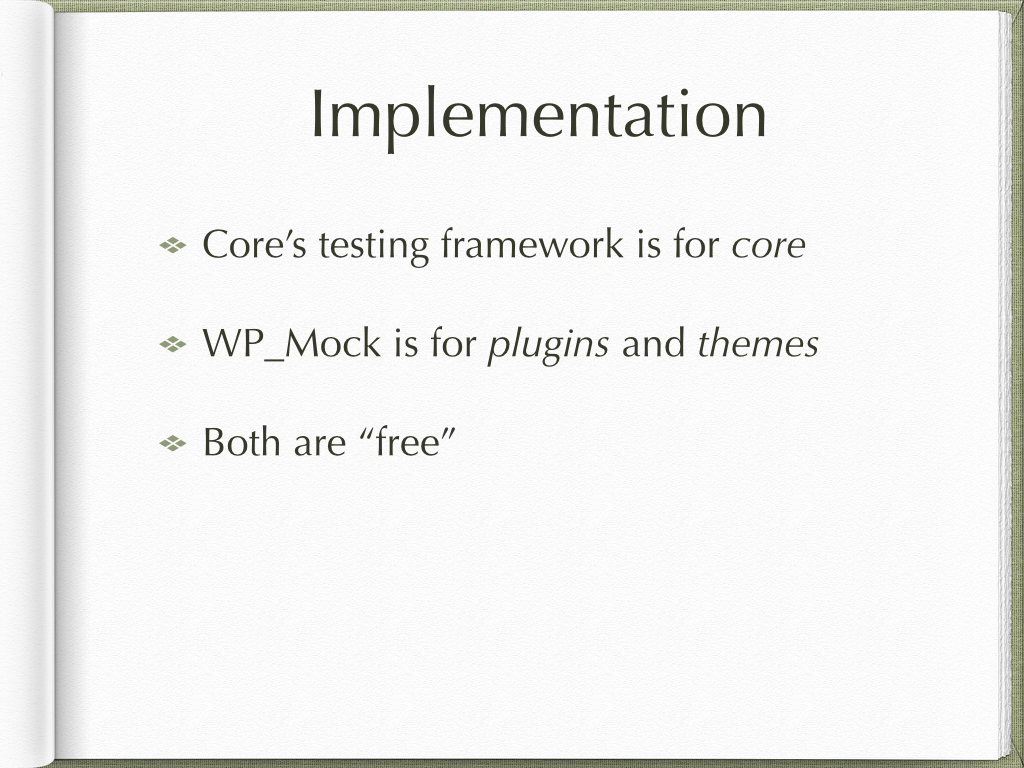 Implementation
Core’s testing framework is for core
WP_Mock is for plugins and themes
Both are “free”